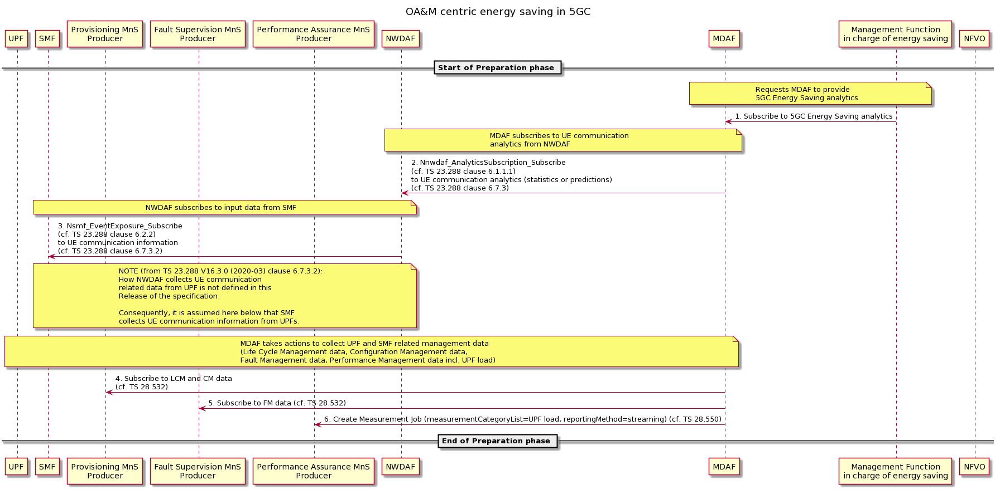 OA&M centric energy saving in 5GC
UPF
SMF
Provisioning MnS
Producer
Fault Supervision MnS
Producer
Performance Assurance MnS
Producer
NWDAF
MDAF
Management Function
in charge of energy saving
NFVO
Start of Preparation phase
Requests MDAF to provide
5GC Energy Saving analytics
1. Subscribe to 5GC Energy Saving analytics
MDAF subscribes to UE communication
analytics from NWDAF
2. Nnwdaf_AnalyticsSubscription_Subscribe
(cf. TS 23.288 clause 6.1.1.1)
to UE communication analytics (statistics or predictions)
(cf. TS 23.288 clause 6.7.3)
NWDAF subscribes to input data from SMF
3. Nsmf_EventExposure_Subscribe
(cf. TS 23.288 clause 6.2.2)
to UE communication information
(cf. TS 23.288 clause 6.7.3.2)
NOTE (from TS 23.288 V16.3.0 (2020-03) clause 6.7.3.2):
How NWDAF collects UE communication
related data from UPF is not defined in this
Release of the specification.
Consequently, it is assumed here below that SMF
collects UE communication information from UPFs.
MDAF takes actions to collect UPF and SMF related management data
(Life Cycle Management data, Configuration Management data,
Fault Management data, Performance Management data incl. UPF load)
4. Subscribe to LCM and CM data
(cf. TS 28.532)
5. Subscribe to FM data (cf. TS 28.532)
6. Create Measurement Job (measurementCategoryList=UPF load, reportingMethod=streaming) (cf. TS 28.550)
End of Preparation phase
UPF
SMF
Provisioning MnS
Producer
Fault Supervision MnS
Producer
Performance Assurance MnS
Producer
NWDAF
MDAF
Management Function
in charge of energy saving
NFVO